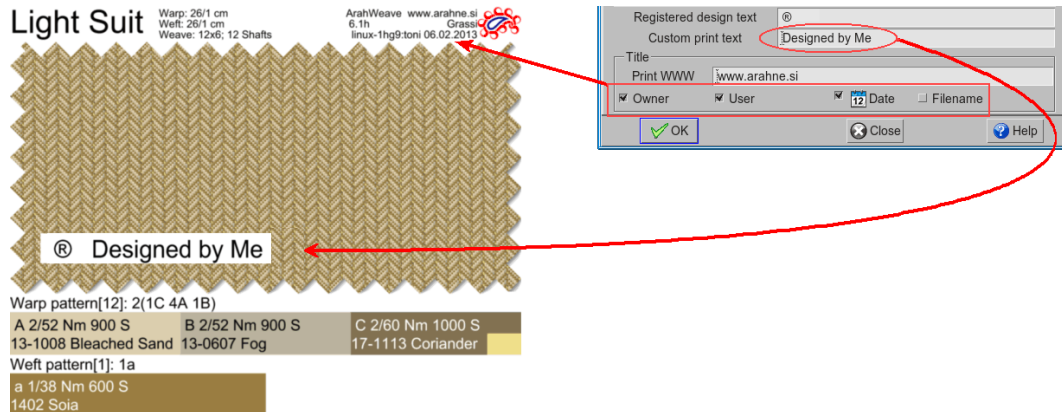 Light Suit
Warp: 26/1 cm
Weft: 26/1 cm
Weave: 12x6; 12 Shafts
ArahWeave www.arahne.si
6.1h Grassi
linux-1hg9:toni 06.02.2013
® Designed by Me
Warp pattern[12]: 2(1C 4A 1B)
A 2/52 Nm 900 S B 2/52 Nm 900 S C 2/60 Nm 1000 S
13-1008 Bleached Sand 13-0607 Fog 17-1113 Coriander
Weft pattern[1]: 1a
a 1/38 Nm 600 S
1402 Soia
Registered design text ®
Custom print text Designed by Me
Title
Print WWW www.arahne.si
Owner User 12 Date Filename
OK Close Help